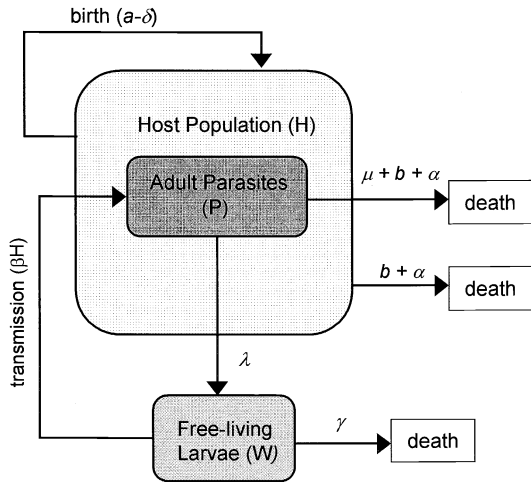 birth (a-δ)
Host Population (H)
Adult Parasites
(P)
μ + b + α
death
b + α
death
transmission (βH)
λ
Free-living
Larvae (W)
γ
death